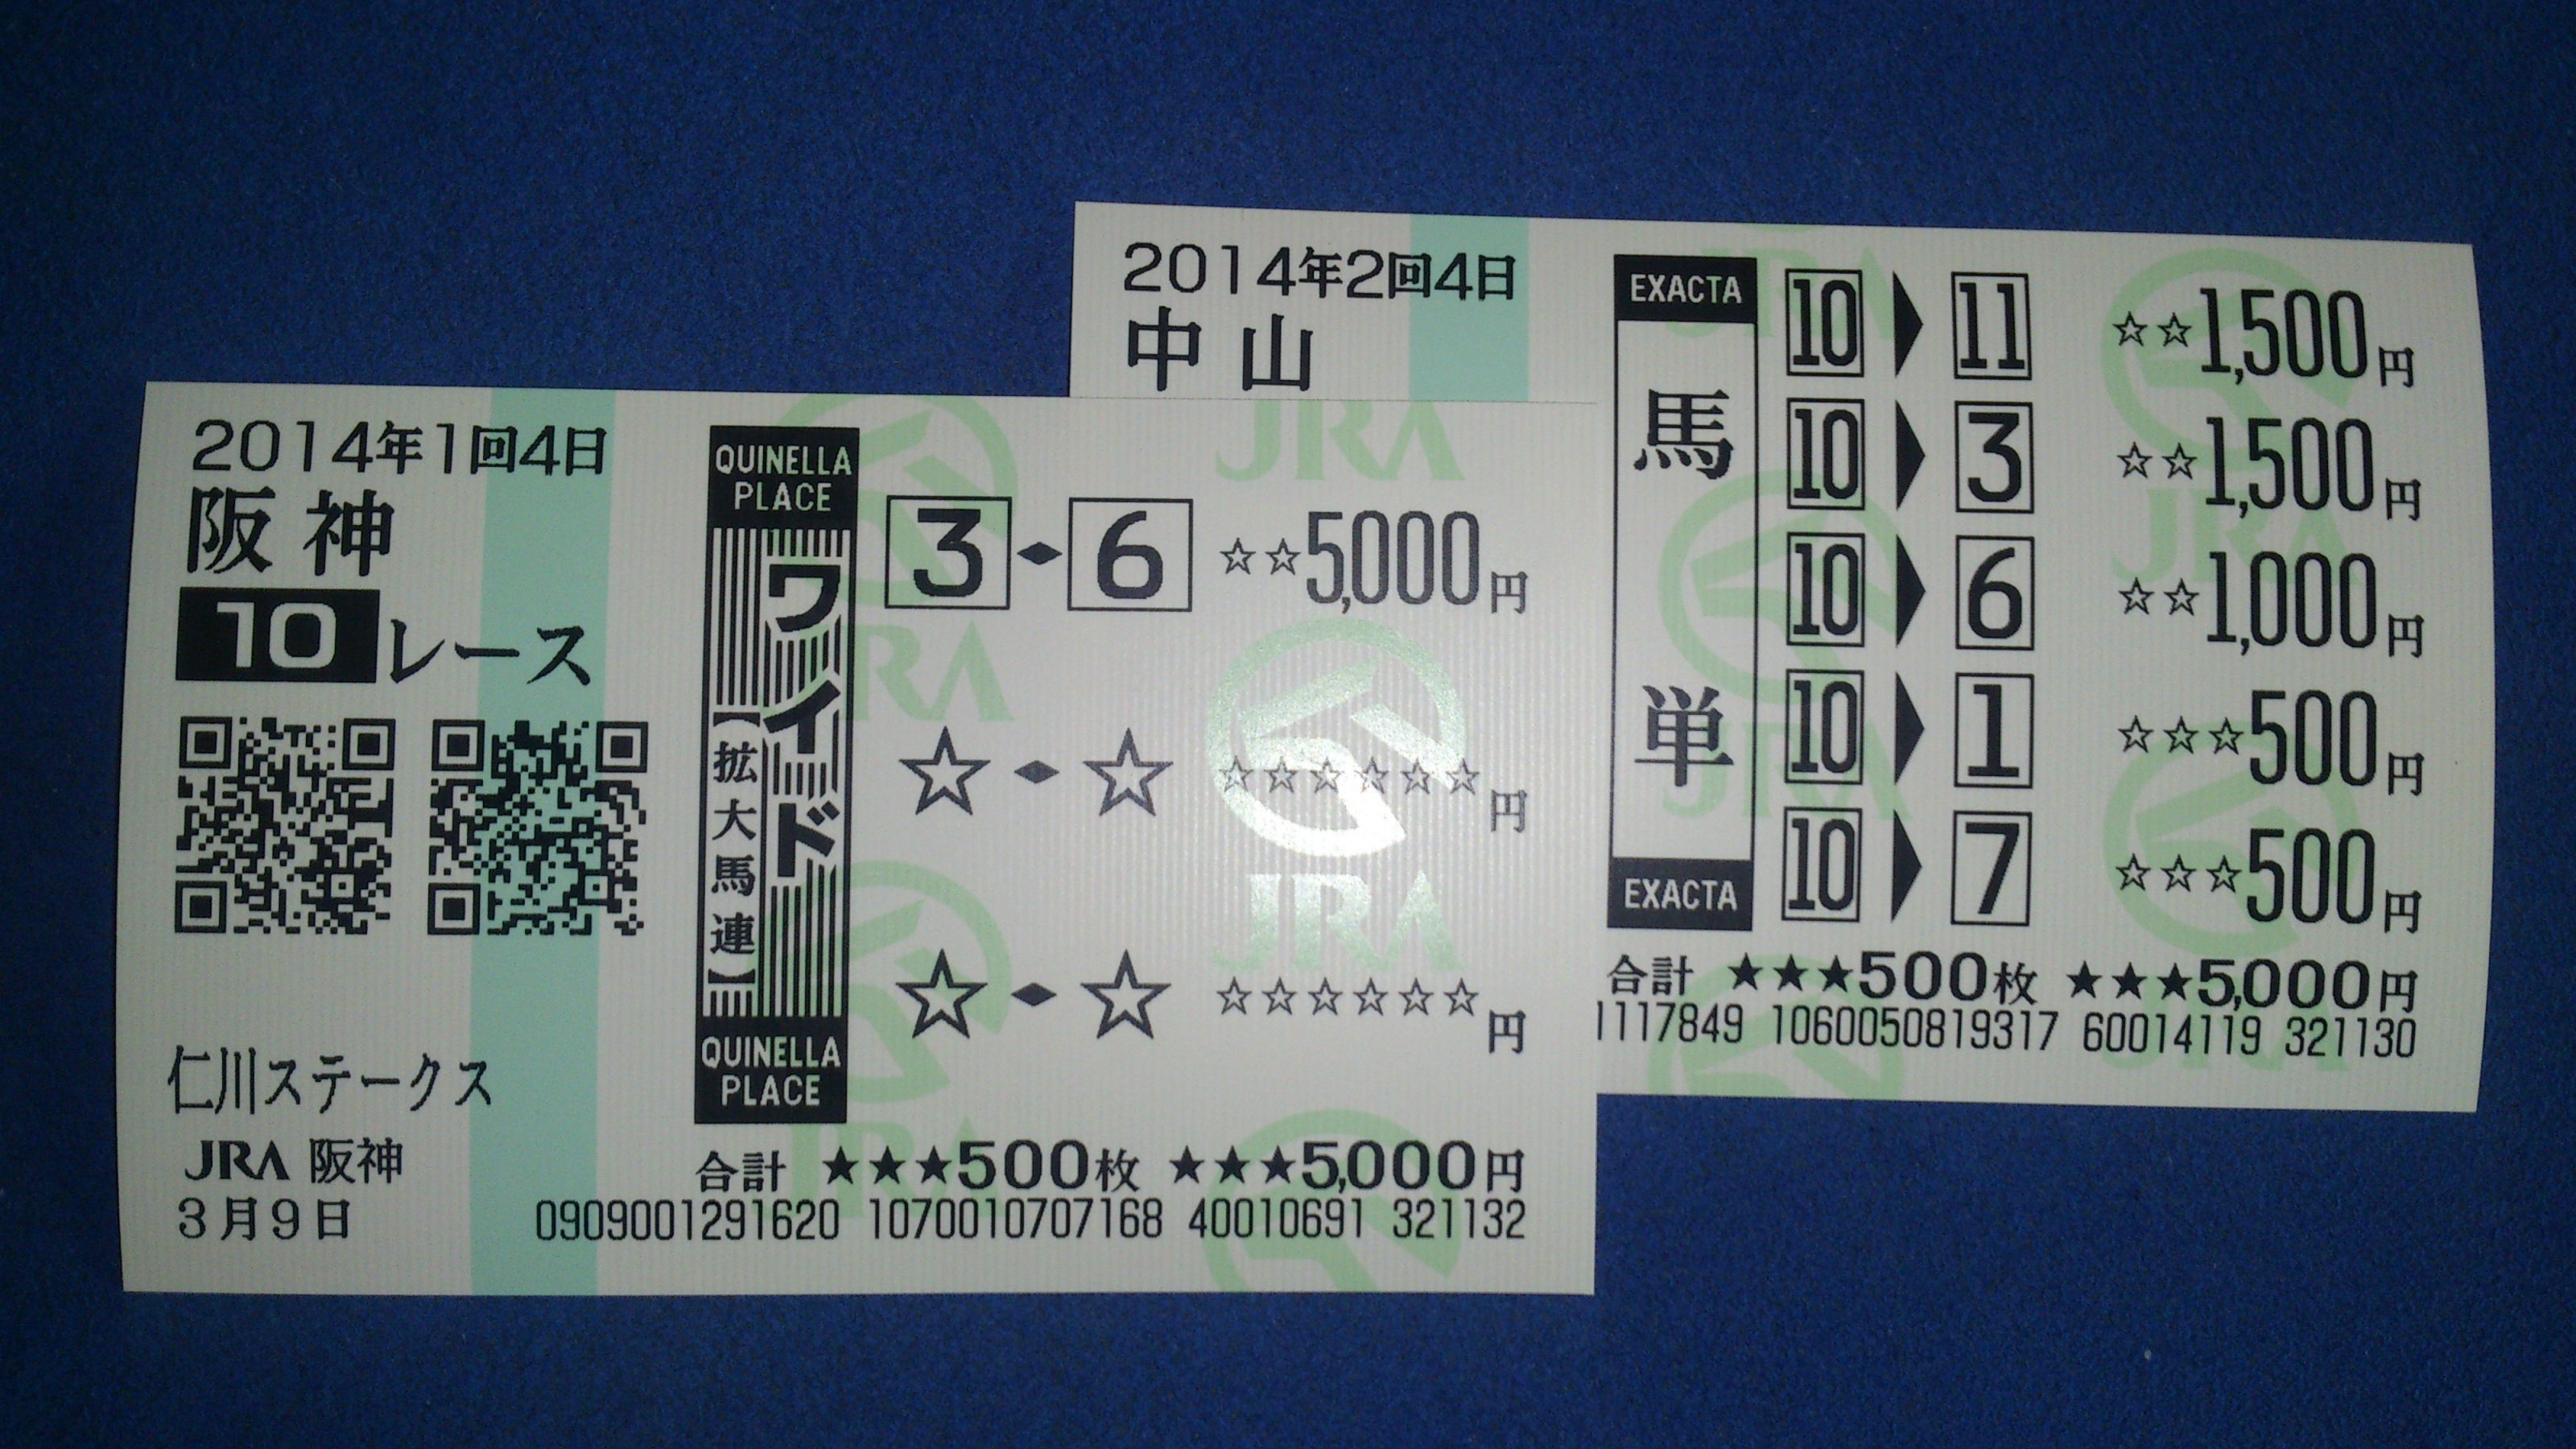 2014年1回4日
阪神
10レース
仁川ステークス
JRA 阪神
3月9日
QUINELLA
PLACE
ワイド
【拡大馬連】
QUINELLA
PLACE
3 ◆ 6 ☆☆5,000円
☆ ◆ ☆ ☆☆☆☆☆☆円
☆ ◆ ☆ ☆☆☆☆☆☆円
合計 ★★★500枚 ★★★5,000円
0909001291620 1070010707168 40010691 321132
2014年2回4日
中山
EXACTA
馬単
EXACTA
10 ▶ 11 ☆☆1,500円
10 ▶ 3 ☆☆1,500円
10 ▶ 6 ☆☆1,000円
10 ▶ 1 ☆☆☆500円
10 ▶ 7 ☆☆☆500円
合計 ★★★500枚 ★★★5,000円
1117849 1060050819317 60014119 321130
JRA
JRA
JRA